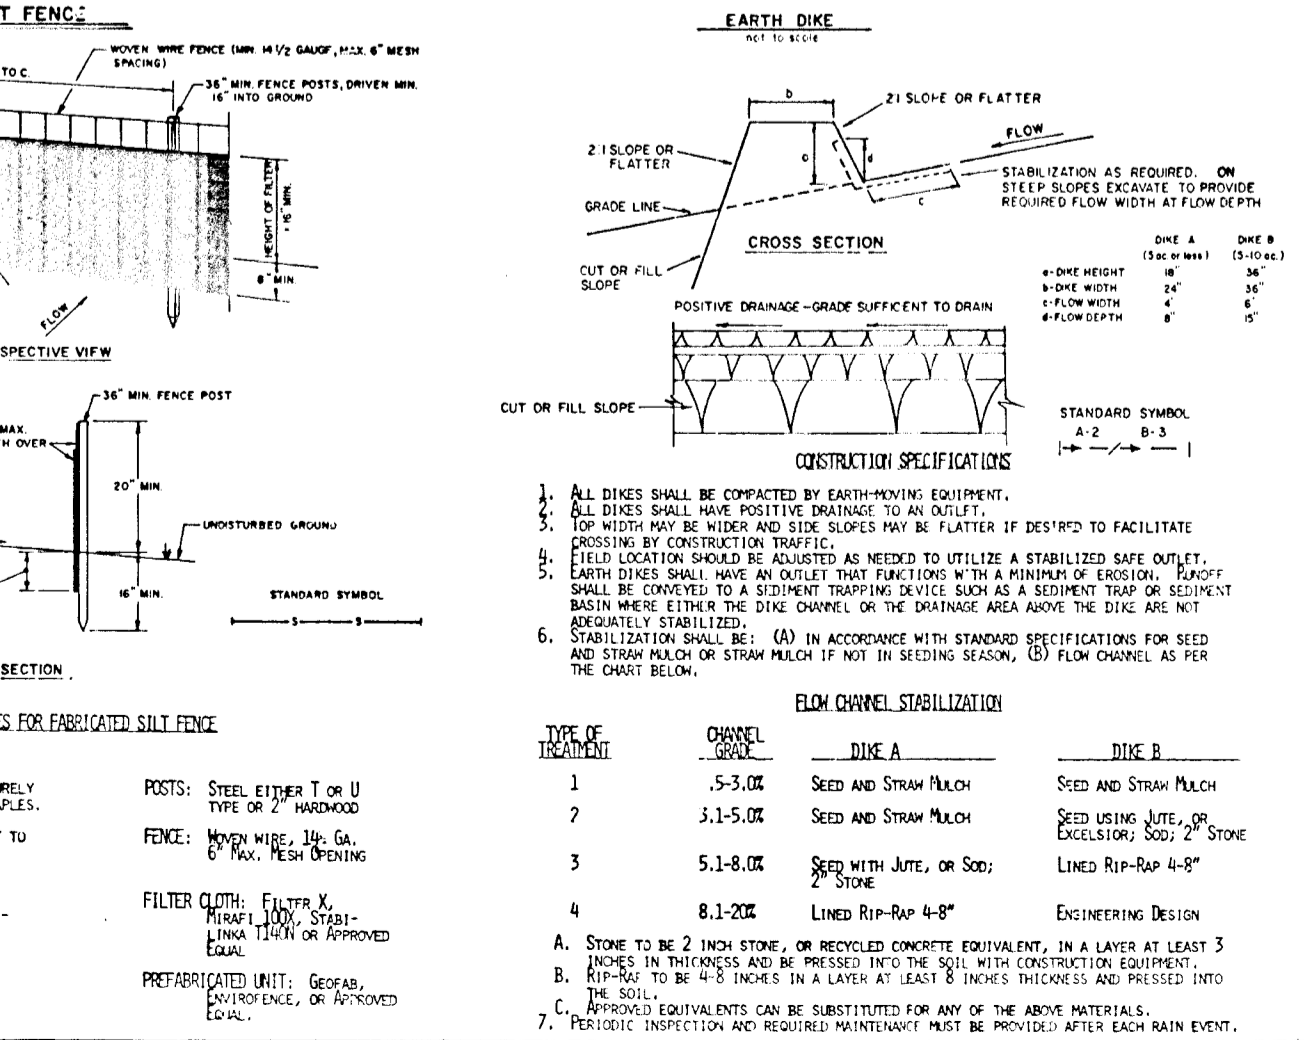 T FENCE
WOVEN WIRE FENCE (MIN. 14 1/2 GAUGE, MAX. 6" MESH
SPACING)
TO C.
36" MIN. FENCE POSTS, DRIVEN MIN.
16" INTO GROUND
HEIGHT OF FILTER
16" MIN.
8" MIN.
FLOW
SPECTIVE VIEW
36" MIN. FENCE POST
MAX.
TH OVER
20" MIN.
UNDISTURBED GROUND
16" MIN.
STANDARD SYMBOL
S S
SECTION
ES FOR FABRICATED SILT FENCE
RELY
APLES.
TO
POSTS: STEEL EITHER T OR U
TYPE OR 2" HARDWOOD
FENCE: WOVEN WIRE, 14½ GA.
6" MAX. MESH OPENING
FILTER CLOTH: FILTER X,
MIRAFI 100X, STABI-
LINKA T140N OR APPROVED
EQUAL
PREFABRICATED UNIT: GEOFAB,
ENVIROFENCE, OR APPROVED
EQUAL.
EARTH DIKE
not to scale
b
2:1 SLOPE OR FLATTER
FLOW
2:1 SLOPE OR
FLATTER
a
d
c
STABILIZATION AS REQUIRED. ON
STEEP SLOPES EXCAVATE TO PROVIDE
REQUIRED FLOW WIDTH AT FLOW DEPTH
GRADE LINE
CROSS SECTION
CUT OR FILL
SLOPE
DIKE A DIKE B
(5 ac. or less) (5-10 ac.)
a-DIKE HEIGHT 18" 36"
b-DIKE WIDTH 24" 36"
c-FLOW WIDTH 4' 6'
d-FLOW DEPTH 8" 15"
POSITIVE DRAINAGE-GRADE SUFFICENT TO DRAIN
CUT OR FILL SLOPE
STANDARD SYMBOL
A-2 B-3
CONSTRUCTION SPECIFICATIONS
1. ALL DIKES SHALL BE COMPACTED BY EARTH-MOVING EQUIPMENT.
2. ALL DIKES SHALL HAVE POSITIVE DRAINAGE TO AN OUTLET.
3. TOP WIDTH MAY BE WIDER AND SIDE SLOPES MAY BE FLATTER IF DESIRED TO FACILITATE
CROSSING BY CONSTRUCTION TRAFFIC.
4. FIELD LOCATION SHOULD BE ADJUSTED AS NEEDED TO UTILIZE A STABILIZED SAFE OUTLET.
5. EARTH DIKES SHALL HAVE AN OUTLET THAT FUNCTIONS WITH A MINIMUM OF EROSION. RUNOFF
SHALL BE CONVEYED TO A SEDIMENT TRAPPING DEVICE SUCH AS A SEDIMENT TRAP OR SEDIMENT
BASIN WHERE EITHER THE DIKE CHANNEL OR THE DRAINAGE AREA ABOVE THE DIKE ARE NOT
ADEQUATELY STABILIZED.
6. STABILIZATION SHALL BE: (A) IN ACCORDANCE WITH STANDARD SPECIFICATIONS FOR SEED
AND STRAW MULCH OR STRAW MULCH IF NOT IN SEEDING SEASON, (B) FLOW CHANNEL AS PER
THE CHART BELOW.
FLOW CHANNEL STABILIZATION
TYPE OF CHANNEL
TREATMENT GRADE DIKE A DIKE B
1 .5-3.0% SEED AND STRAW MULCH SEED AND STRAW MULCH
2 3.1-5.0% SEED AND STRAW MULCH SEED USING JUTE, OR
EXCELSIOR; SOD; 2" STONE
3 5.1-8.0% SEED WITH JUTE, OR SOD; LINED RIP-RAP 4-8"
2" STONE
4 8.1-20% LINED RIP-RAP 4-8" ENGINEERING DESIGN
A. STONE TO BE 2 INCH STONE, OR RECYCLED CONCRETE EQUIVALENT, IN A LAYER AT LEAST 3
INCHES IN THICKNESS AND BE PRESSED INTO THE SOIL WITH CONSTRUCTION EQUIPMENT.
B. RIP-RAP TO BE 4-8 INCHES IN A LAYER AT LEAST 8 INCHES THICKNESS AND PRESSED INTO
THE SOIL.
C. APPROVED EQUIVALENTS CAN BE SUBSTITUTED FOR ANY OF THE ABOVE MATERIALS.
7. PERIODIC INSPECTION AND REQUIRED MAINTENANCE MUST BE PROVIDED AFTER EACH RAIN EVENT.